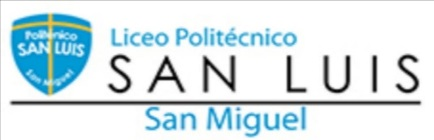 Politécnico
SAN LUIS
San Miguel
Liceo Politécnico
SAN LUIS
San Miguel